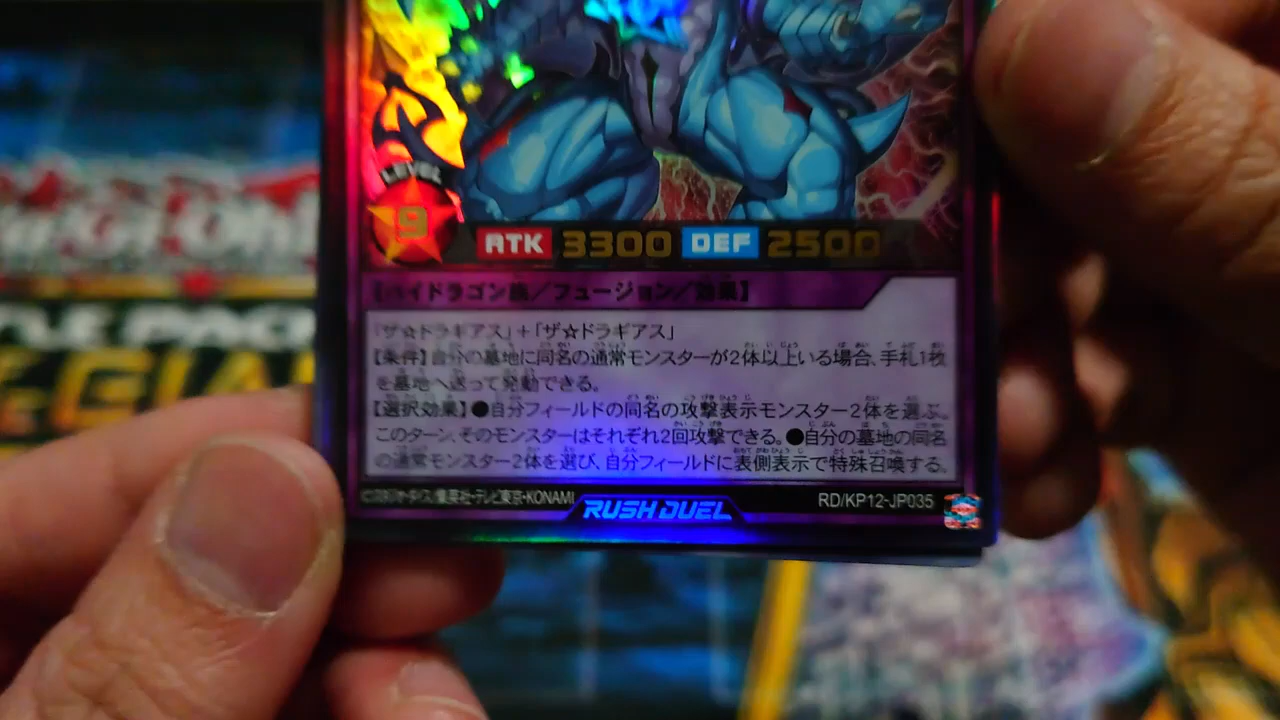 LEVEL
9
ATK 3300 DEF 2500
【ハイドラゴン族／フュージョン／効果】
「ザ☆ドラギアス」+「ザ☆ドラギアス」
【条件】自分の墓地に同名の通常モンスターが2体以上いる場合、手札1枚
を墓地へ送って発動できる。
【選択効果】●自分フィールドの同名の攻撃表示モンスター2体を選ぶ。
このターン、そのモンスターはそれぞれ2回攻撃できる。●自分の墓地の同名
の通常モンスター2体を選び、自分フィールドに表側表示で特殊召喚する。
集英社・テレビ東京・KONAMI
RUSH DUEL
RD/KP12-JP035